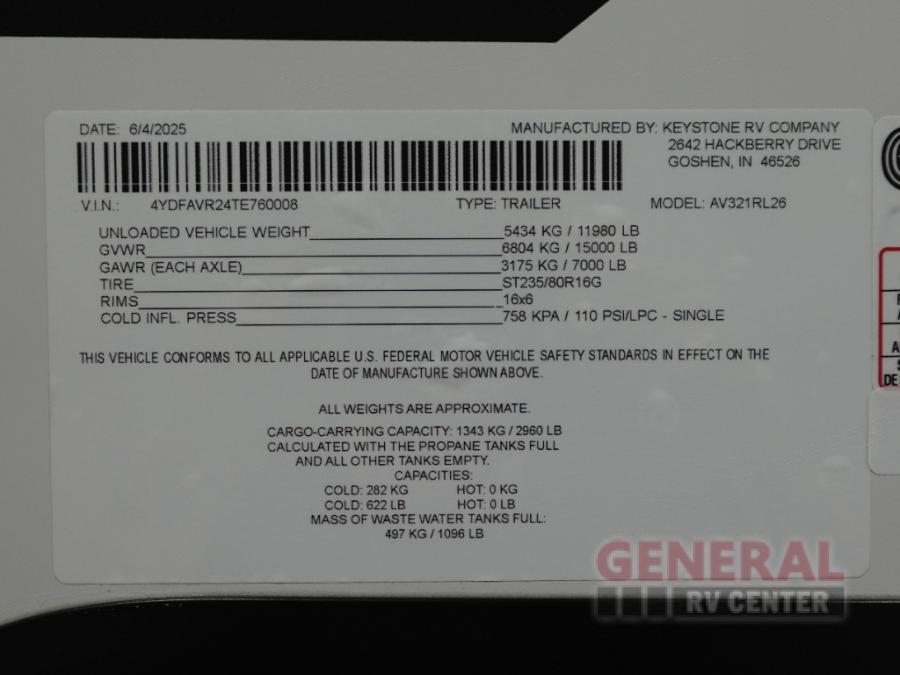 DATE: 6/4/2025
MANUFACTURED BY: KEYSTONE RV COMPANY
2642 HACKBERRY DRIVE
GOSHEN, IN 46526
V.I.N.: 4YDFAVR24TE760008 TYPE: TRAILER MODEL: AV321RL26
UNLOADED VEHICLE WEIGHT 5434 KG / 11980 LB
GVWR 6804 KG / 15000 LB
GAWR (EACH AXLE) 3175 KG / 7000 LB
TIRE ST235/80R16G
RIMS 16x6
COLD INFL. PRESS 758 KPA / 110 PSI/LPC - SINGLE
THIS VEHICLE CONFORMS TO ALL APPLICABLE U.S. FEDERAL MOTOR VEHICLE SAFETY STANDARDS IN EFFECT ON THE
DATE OF MANUFACTURE SHOWN ABOVE.
ALL WEIGHTS ARE APPROXIMATE.
CARGO-CARRYING CAPACITY: 1343 KG / 2960 LB
CALCULATED WITH THE PROPANE TANKS FULL
AND ALL OTHER TANKS EMPTY.
CAPACITIES:
COLD: 282 KG HOT: 0 KG
COLD: 622 LB HOT: 0 LB
MASS OF WASTE WATER TANKS FULL:
497 KG / 1096 LB
GENERAL
RV CENTER